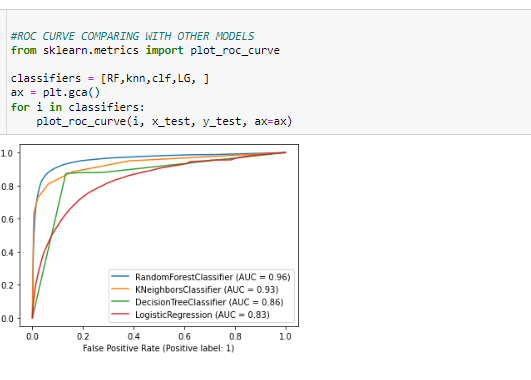 #ROC CURVE COMPARING WITH OTHER MODELS
from sklearn.metrics import plot_roc_curve
classifiers = [RF,knn,clf,LG, ]
ax = plt.gca()
for i in classifiers:
    plot_roc_curve(i, x_test, y_test, ax=ax)
1.0
0.8
0.6
0.4
0.2
0.0
RandomForestClassifier (AUC = 0.96)
KNeighborsClassifier (AUC = 0.93)
DecisionTreeClassifier (AUC = 0.86)
LogisticRegression (AUC = 0.83)
0.0 0.2 0.4 0.6 0.8 1.0
False Positive Rate (Positive label: 1)